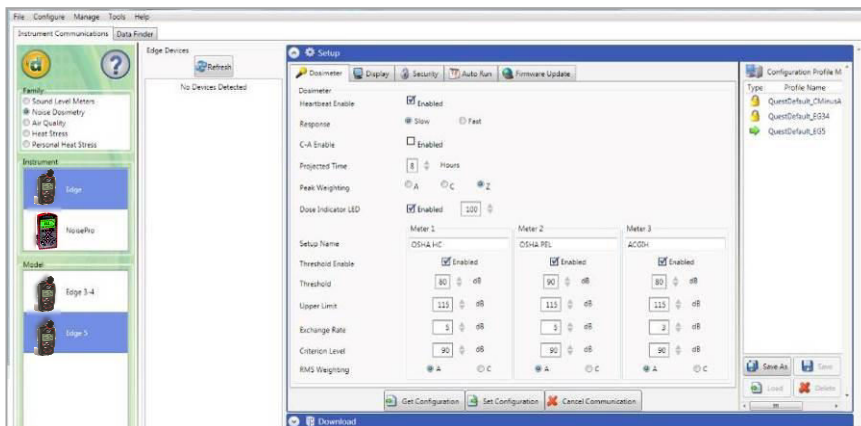 File Configure Manage Tools Help
Instrument Communications Data Finder
Family
Sound Level Meters
Noise Dosimetry
Air Quality
Heat Stress
Personal Heat Stress
Instrument
Edge
NoisePro
Model
Edge 3-4
Edge 5
Edge Devices
Refresh
No Devices Detected
Setup
Dosimeter Display Security Auto Run Firmware Update
Dosimeter
Heartbeat Enable Enabled
Response Slow Fast
C-A Enable Enabled
Projected Time 8 Hours
Peak Weighting A C Z
Dose Indicator LED Enabled 100
Meter 1 Meter 2 Meter 3
Setup Name OSHA HC OSHA PEL ACGIH
Threshold Enable Enabled Enabled Enabled
Threshold 80 dB 90 dB 80 dB
Upper Limit 115 dB 115 dB 115 dB
Exchange Rate 5 dB 5 dB 3 dB
Criterion Level 90 dB 90 dB 90 dB
RMS Weighting A C A C A C
Get Configuration Set Configuration Cancel Communication
Download
Configuration Profile M
Type Profile Name
QuestDefault_CMinusA
QuestDefault_EG34
QuestDefault_EG5
Save As Save
Load Delete